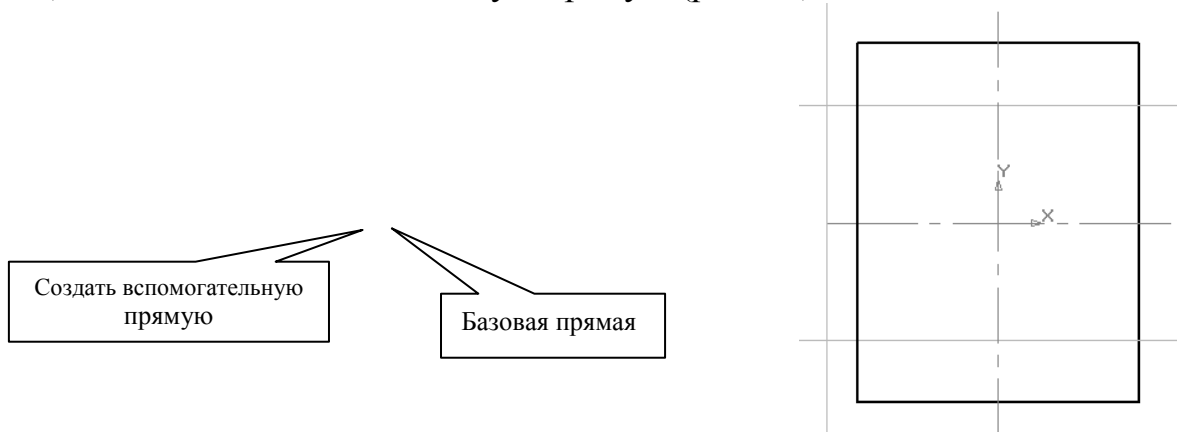 Y
X
Создать вспомогательную
прямую
Базовая прямая